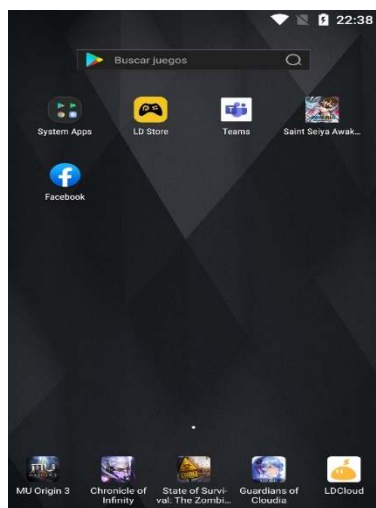 22:38
Buscar juegos
System Apps
LD Store
Teams
Saint Seiya Awak...
Facebook
MU Origin 3
Chronicle of
Infinity
State of Survi-
val: The Zombi...
Guardians of
Cloudia
LDCloud